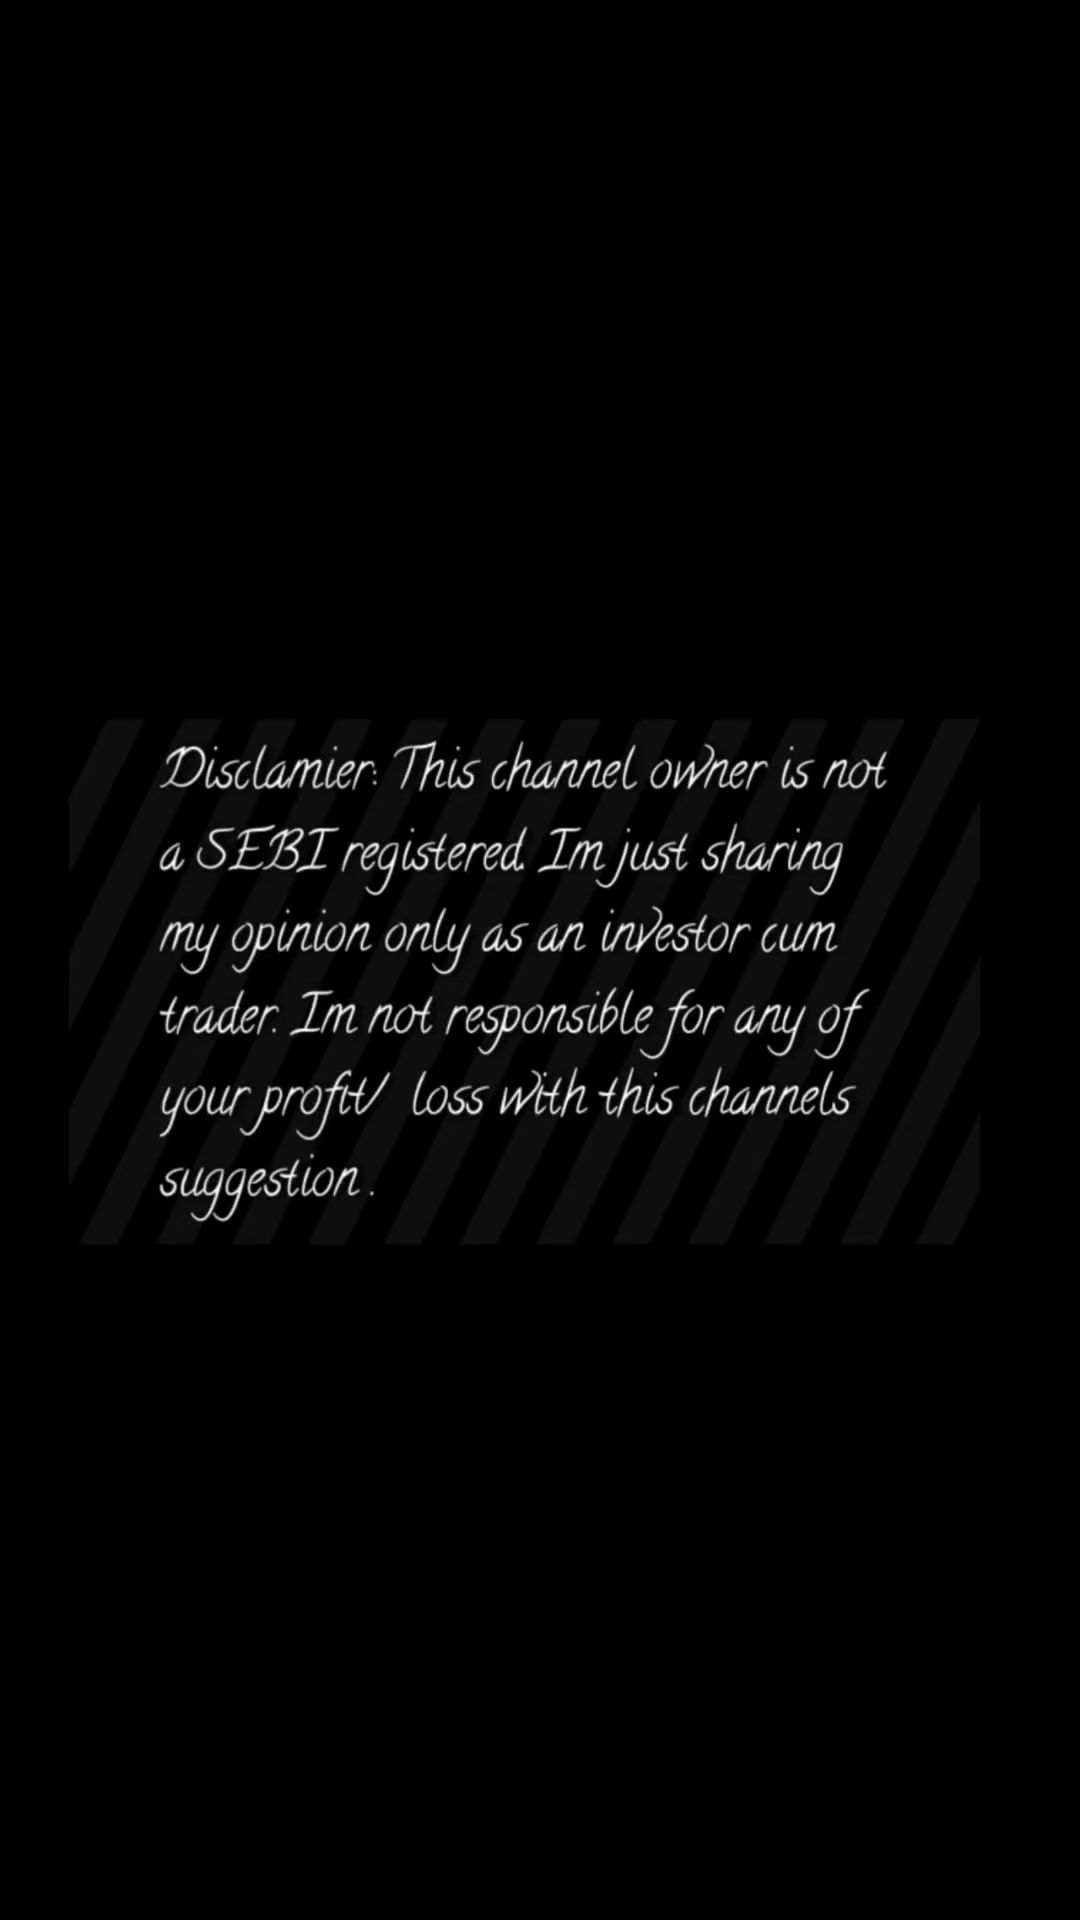 Disclamier: This channel owner is not
a SEBI registered. Im just sharing
my opinion only as an investor cum
trader. Im not responsible for any of
your profit/  loss with this channels
suggestion .